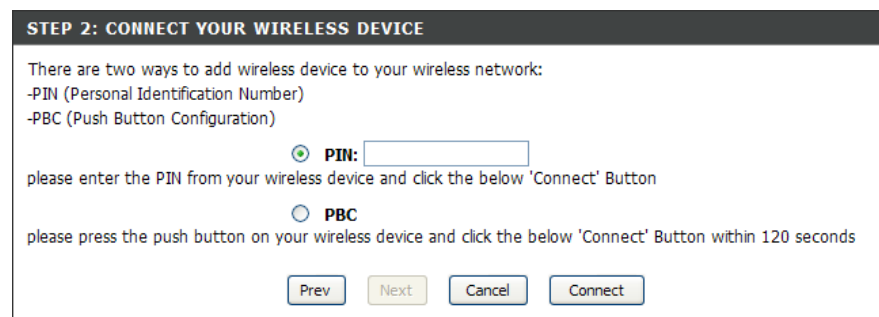 STEP 2: CONNECT YOUR WIRELESS DEVICE
There are two ways to add wireless device to your wireless network:
-PIN (Personal Identification Number)
-PBC (Push Button Configuration)
PIN:
please enter the PIN from your wireless device and click the below 'Connect' Button
PBC
please press the push button on your wireless device and click the below 'Connect' Button within 120 seconds
Prev Next Cancel Connect